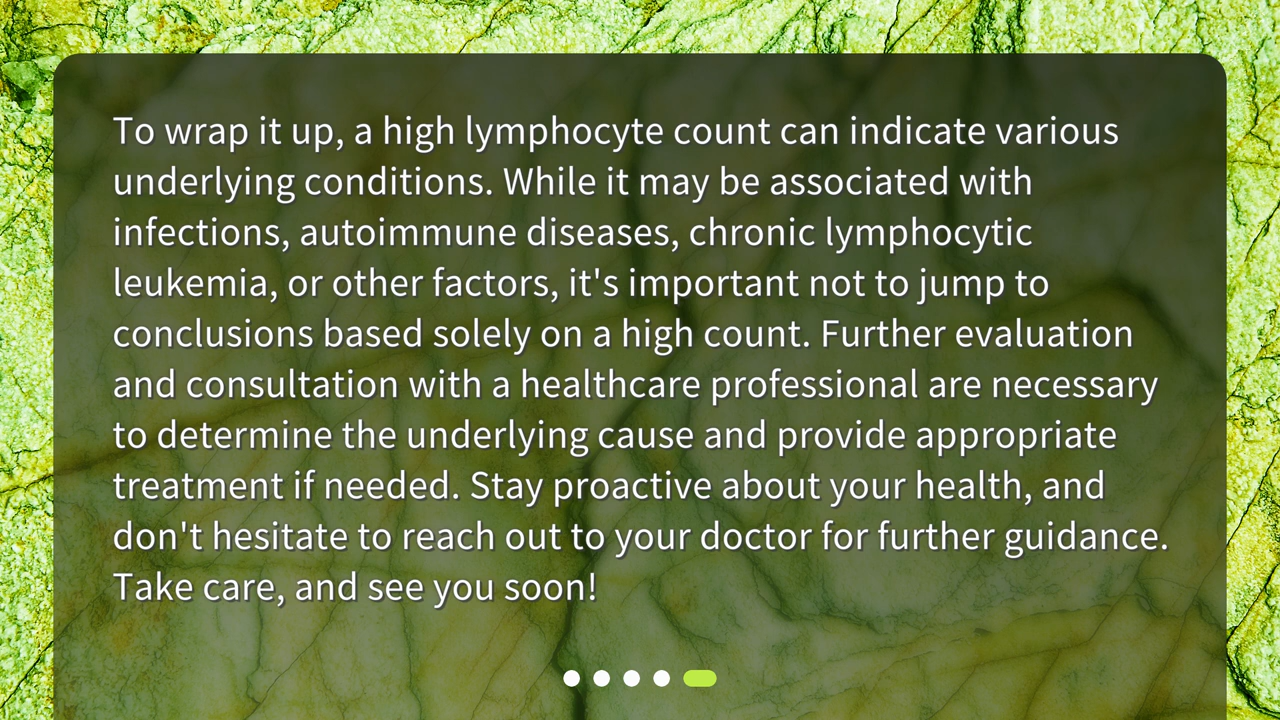 To wrap it up, a high lymphocyte count can indicate various
underlying conditions. While it may be associated with
infections, autoimmune diseases, chronic lymphocytic
leukemia, or other factors, it's important not to jump to
conclusions based solely on a high count. Further evaluation
and consultation with a healthcare professional are necessary
to determine the underlying cause and provide appropriate
treatment if needed. Stay proactive about your health, and
don't hesitate to reach out to your doctor for further guidance.
Take care, and see you soon!